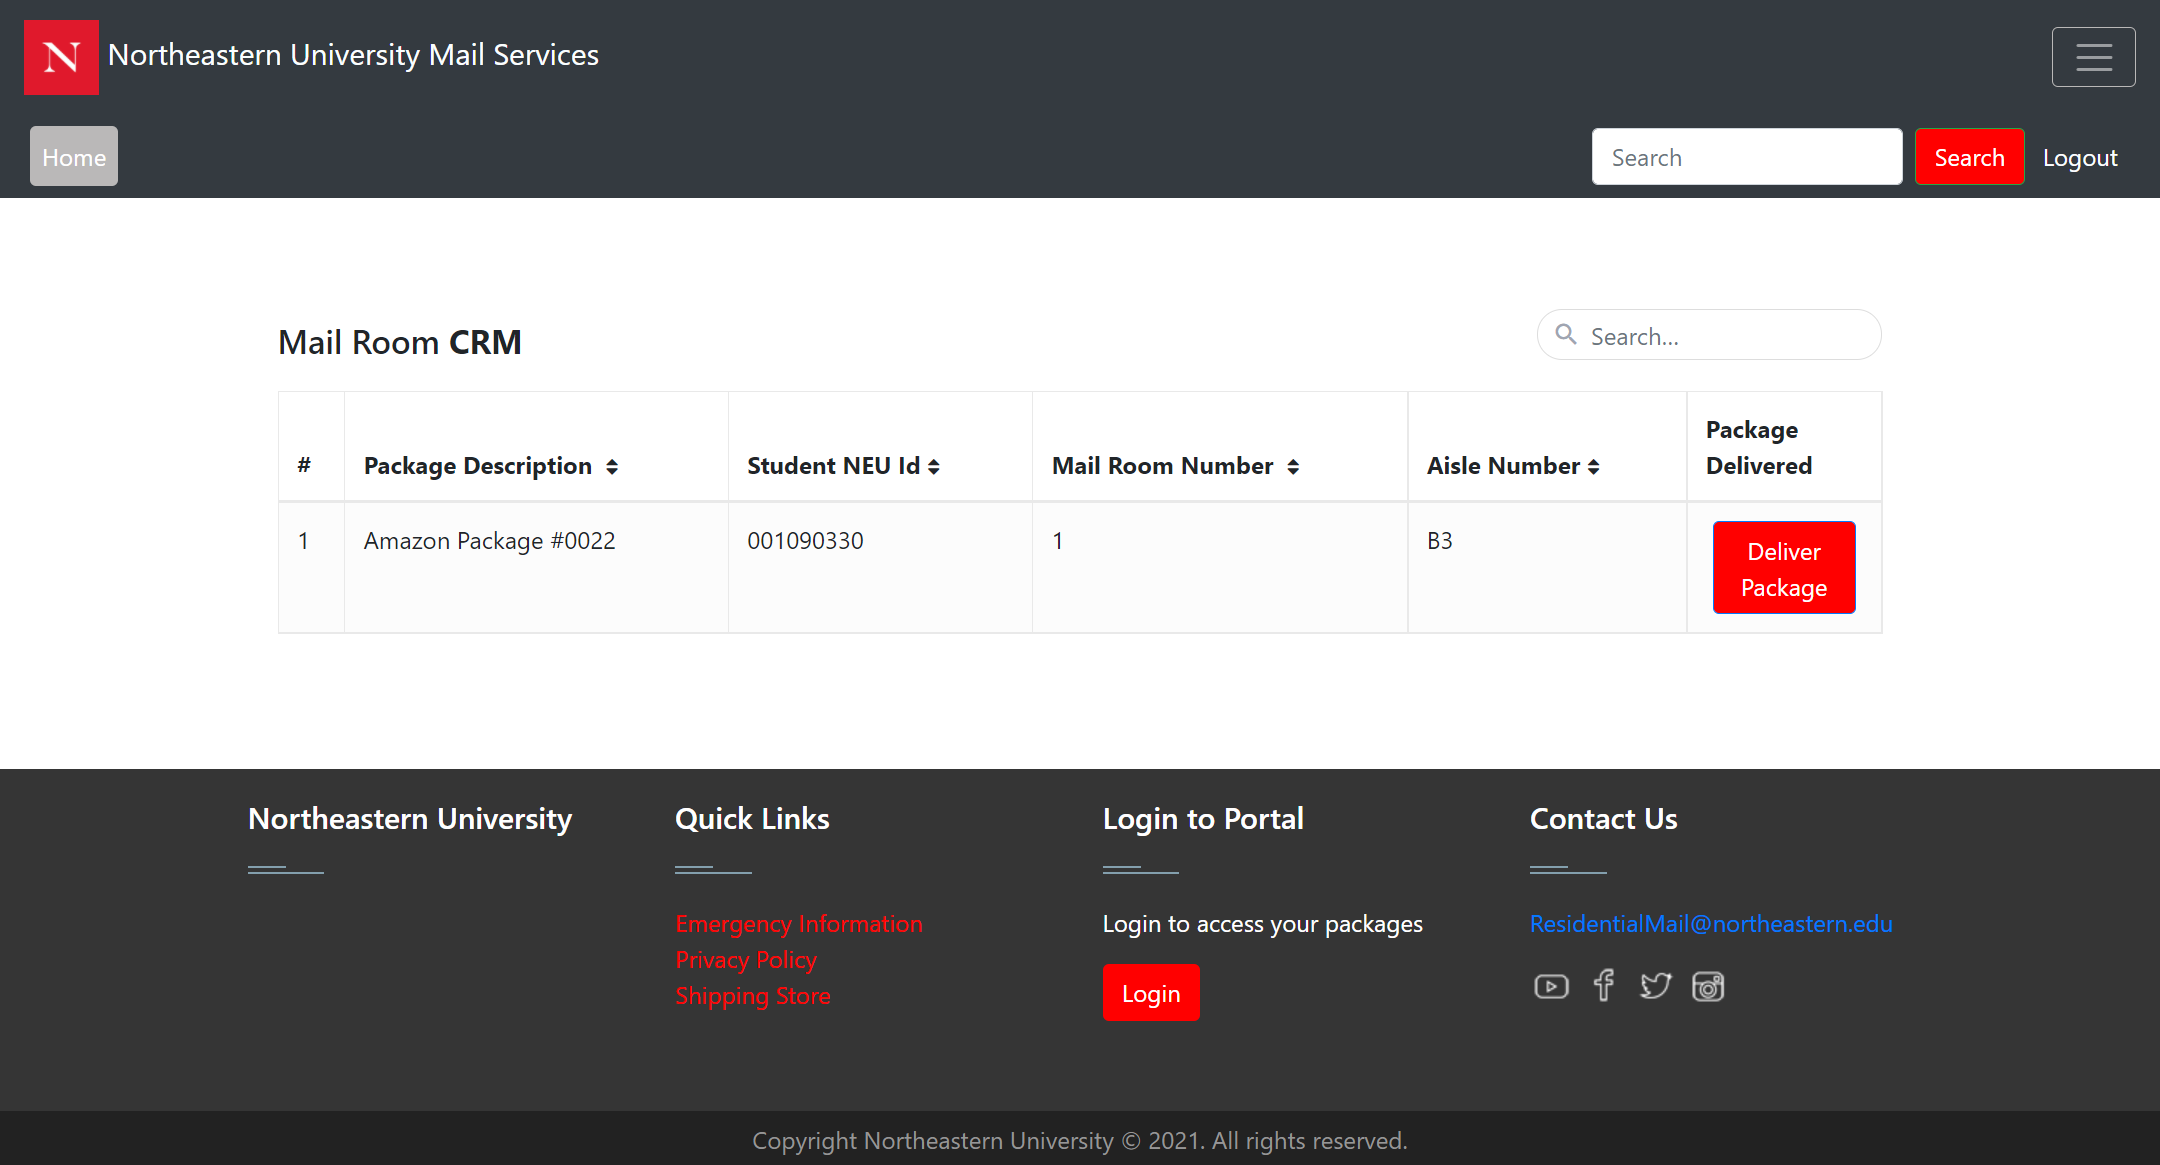 N
Northeastern University Mail Services
Home
Search
Search
Logout
Mail Room CRM
Search...
#
Package Description
Student NEU Id
Mail Room Number
Aisle Number
Package
Delivered
1
Amazon Package #0022
001090330
1
B3
Deliver
Package
Northeastern University
Quick Links
Emergency Information
Privacy Policy
Shipping Store
Login to Portal
Login to access your packages
Login
Contact Us
ResidentialMail@northeastern.edu
Copyright Northeastern University © 2021. All rights reserved.